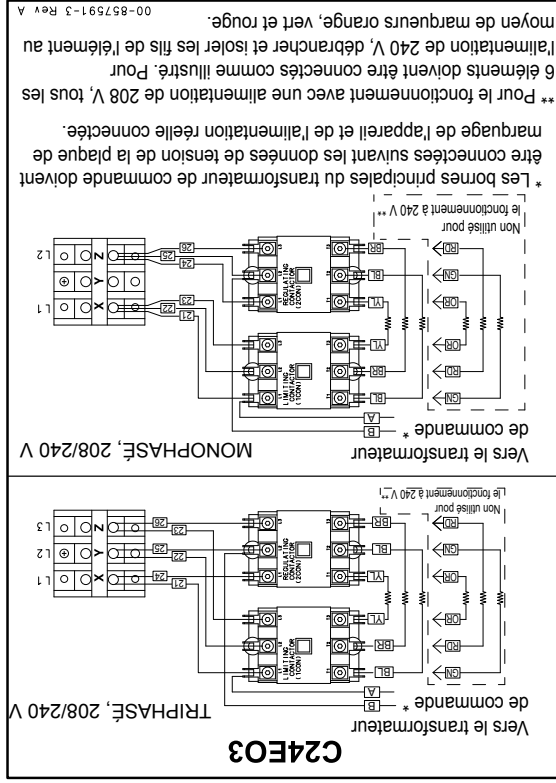 C24EO3
TRIPHASÉ, 208/240 V
Vers le transformateur
de commande *
B
A
L1
L2
L3
X
Y
Z
21
24
22
25
23
26
LIMITING
CONTACTOR
(1CON)
REGULATING
CONTACTOR
(2CON)
BL
BR
YL
YL
BL
BR
GN
RD
OR
OR
GN
RD
Non utilisé pour
le fonctionnement à 240 V **
MONOPHASÉ, 208/240 V
Vers le transformateur
de commande *
B
A
L1
L2
X
Y
Z
21
22
23
24
25
26
LIMITING
CONTACTOR
(1CON)
REGULATING
CONTACTOR
(2CON)
BL
BR
YL
YL
BL
BR
GN
RD
OR
OR
GN
RD
Non utilisé pour
le fonctionnement à 240 V **
* Les bornes principales du transformateur de commande doivent
être connectées suivant les données de tension de la plaque de
marquage de l'appareil et de l'alimentation réelle connectée.
** Pour le fonctionnement avec une alimentation de 208 V, tous les
6 éléments doivent être connectés comme illustré. Pour
l'alimentation de 240 V, débrancher et isoler les fils de l'élément au
moyen de marqueurs orange, vert et rouge.
00-857591-3 Rev A